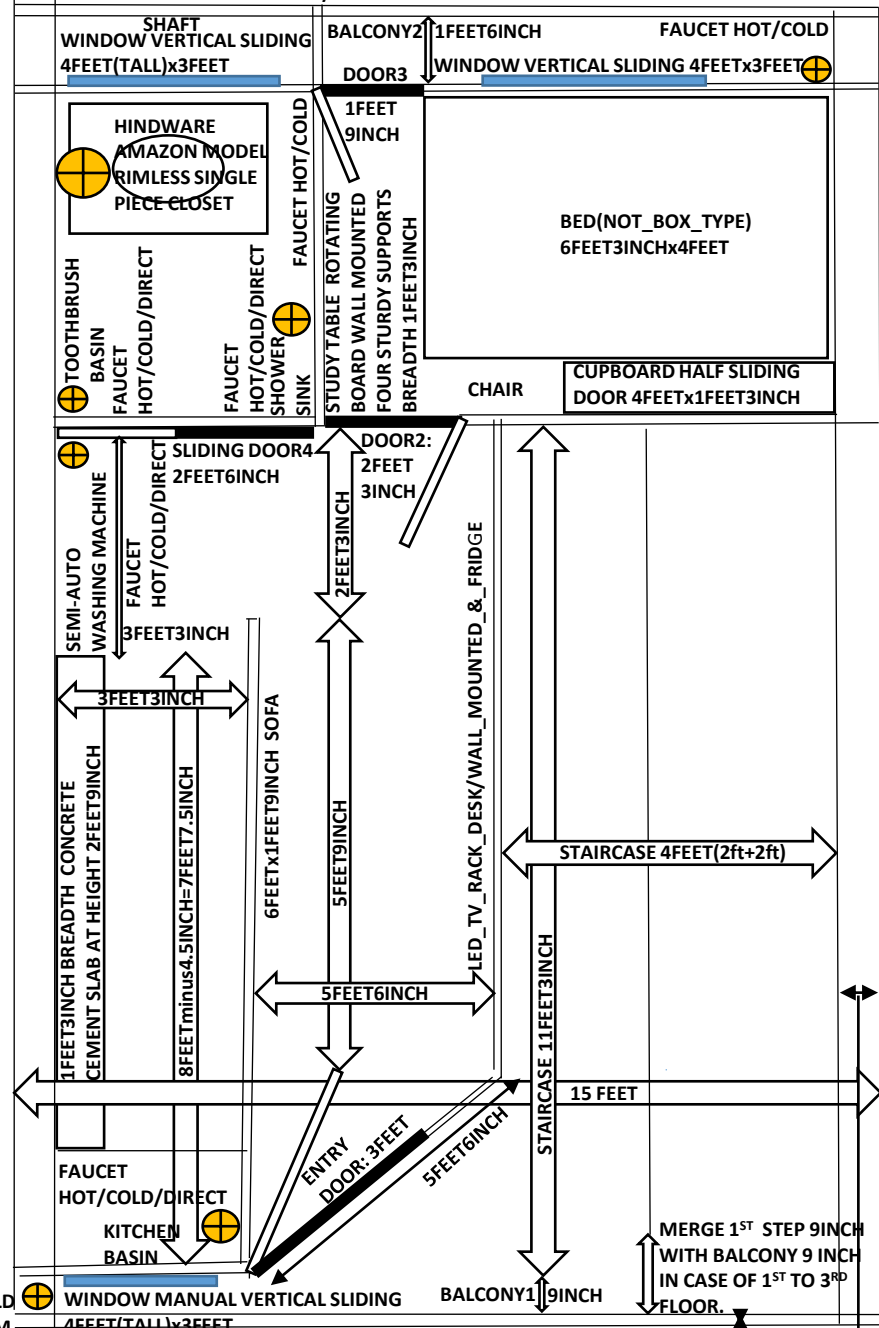 SHAFT
WINDOW VERTICAL SLIDING
4FEET(TALL)x3FEET
BALCONY2 1FEET6INCH
FAUCET HOT/COLD
WINDOW VERTICAL SLIDING 4FEETx3FEET
DOOR3
1FEET
9INCH
HINDWARE
AMAZON MODEL
RIMLESS SINGLE
PIECE CLOSET
FAUCET HOT/COLD
BED(NOT_BOX_TYPE)
6FEET3INCHx4FEET
STUDY TABLE ROTATING
BOARD WALL MOUNTED
FOUR STURDY SUPPORTS
BREADTH 1FEET3INCH
TOOTHBRUSH
BASIN
FAUCET
HOT/COLD/DIRECT
FAUCET
HOT/COLD/DIRECT
SHOWER
SINK
CHAIR
CUPBOARD HALF SLIDING
DOOR 4FEETx1FEET3INCH
SLIDING DOOR4
2FEET6INCH
DOOR2:
2FEET
3INCH
SEMI-AUTO
WASHING MACHINE
FAUCET
HOT/COLD/DIRECT
3FEET3INCH
2FEET3INCH
3FEET3INCH
1FEET3INCH BREADTH CONCRETE
CEMENT SLAB AT HEIGHT 2FEET9INCH
8FEETminus4.5INCH=7FEET7.5INCH
6FEETx1FEET9INCH SOFA
5FEET9INCH
LED_TV_RACK_DESK/WALL_MOUNTED_&_FRIDGE
STAIRCASE 4FEET(2ft+2ft)
STAIRCASE 11FEET3INCH
5FEET6INCH
15 FEET
ENTRY
DOOR: 3FEET
5FEET6INCH
FAUCET
HOT/COLD/DIRECT
KITCHEN
BASIN
MERGE 1ST STEP 9INCH
WITH BALCONY 9 INCH
IN CASE OF 1ST TO 3RD
FLOOR.
BALCONY1 9INCH
WINDOW MANUAL VERTICAL SLIDING
4FEET(TALL)x3FEET